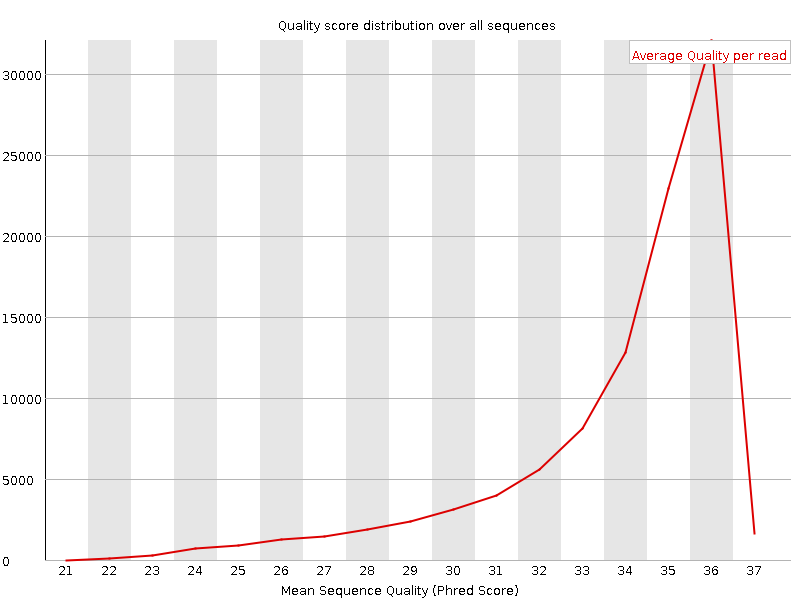 Quality score distribution over all sequences
Average Quality per read
30000
25000
20000
15000
10000
5000
0
21 22 23 24 25 26 27 28 29 30 31 32 33 34 35 36 37
Mean Sequence Quality (Phred Score)